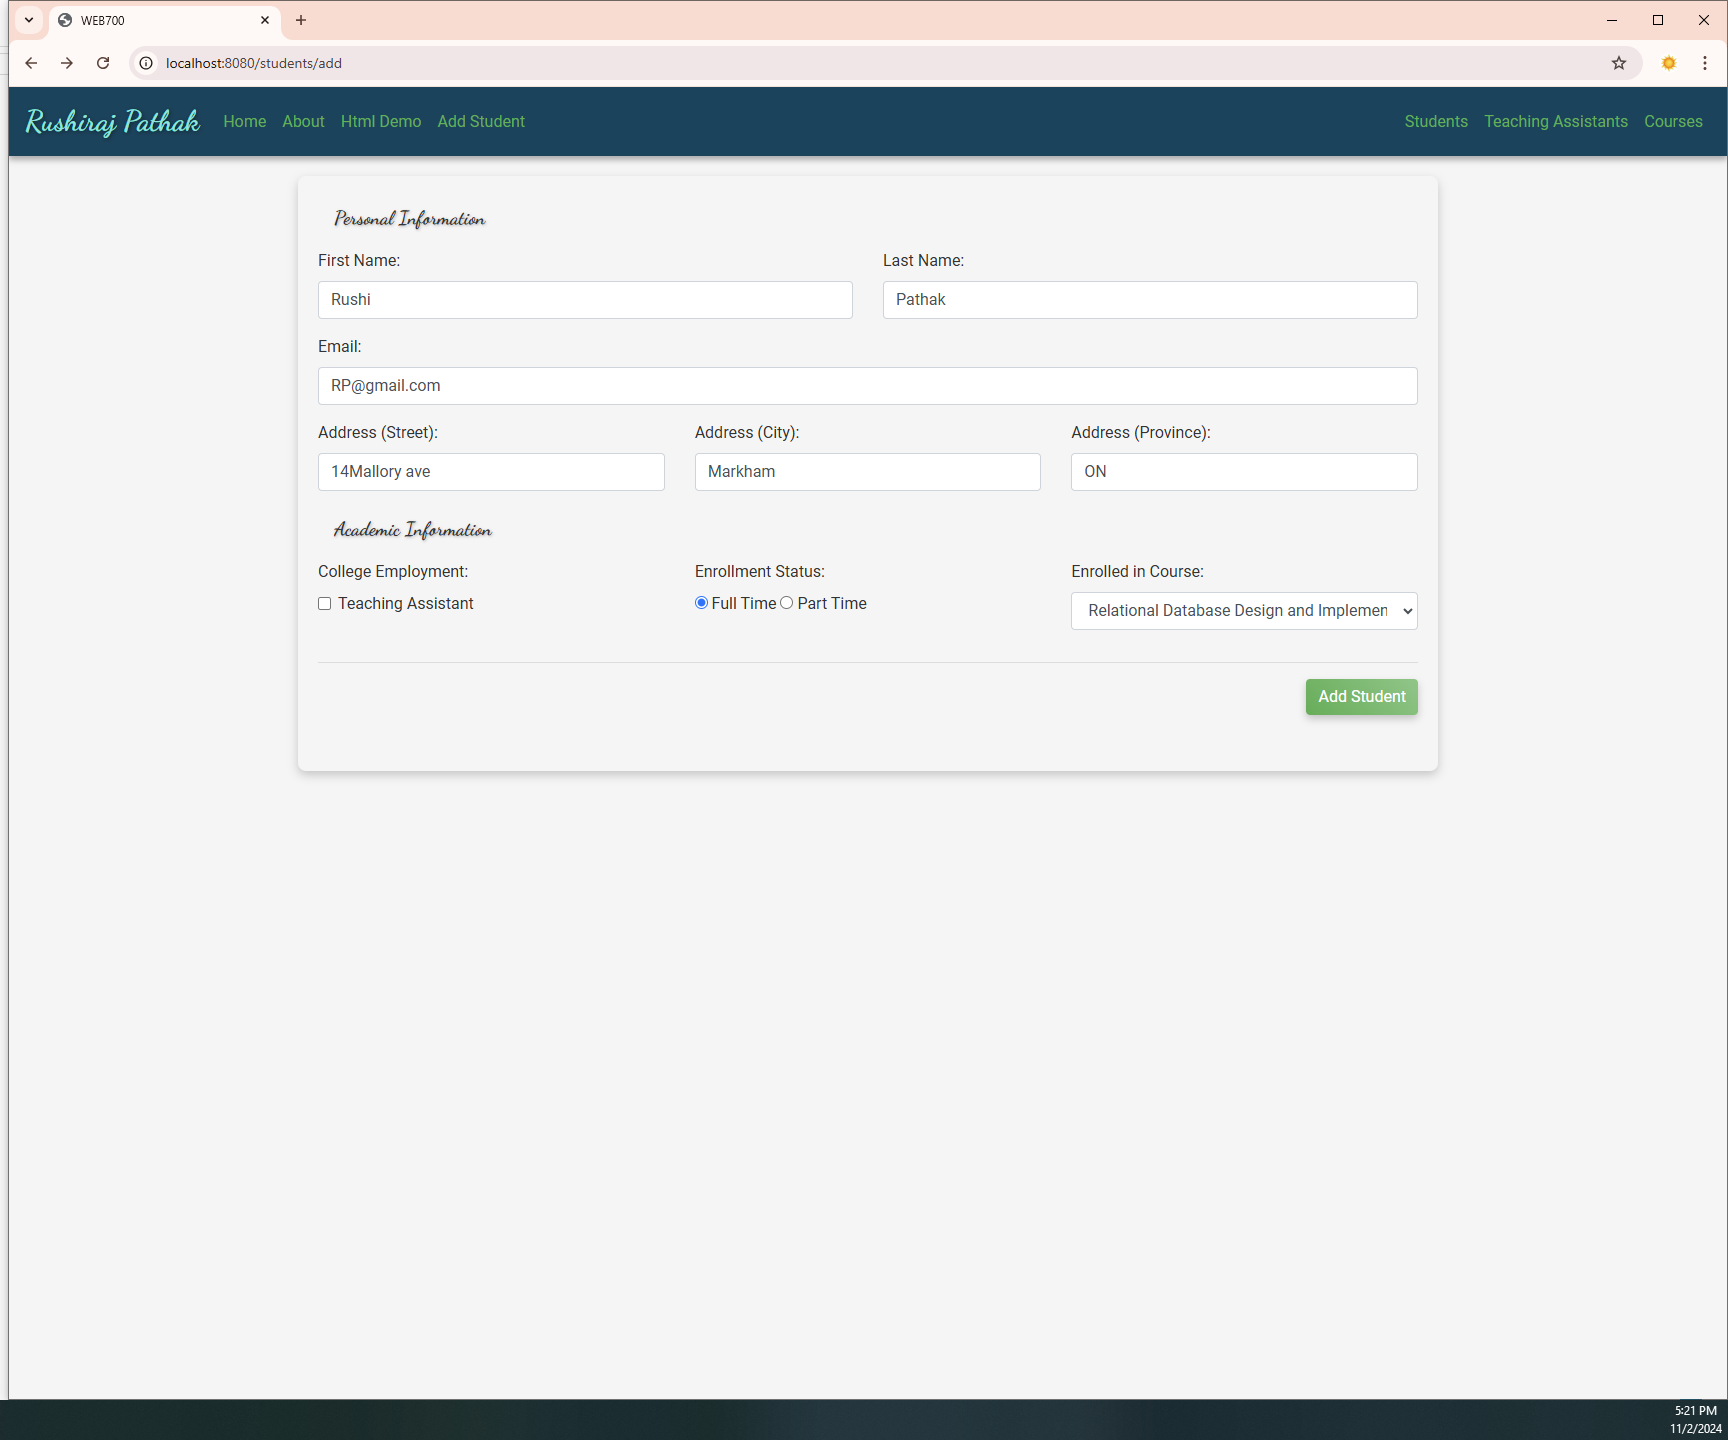 WEB700
localhost:8080/students/add
Rushiraj Pathak Home About Html Demo Add Student Students Teaching Assistants Courses
Personal Information
First Name: Last Name:
Rushi Pathak
Email:
RP@gmail.com
Address (Street): Address (City): Address (Province):
14Mallory ave Markham ON
Academic Information
College Employment: Enrollment Status: Enrolled in Course:
Teaching Assistant Full Time Part Time Relational Database Design and Implemen
Add Student
5:21 PM
11/2/2024